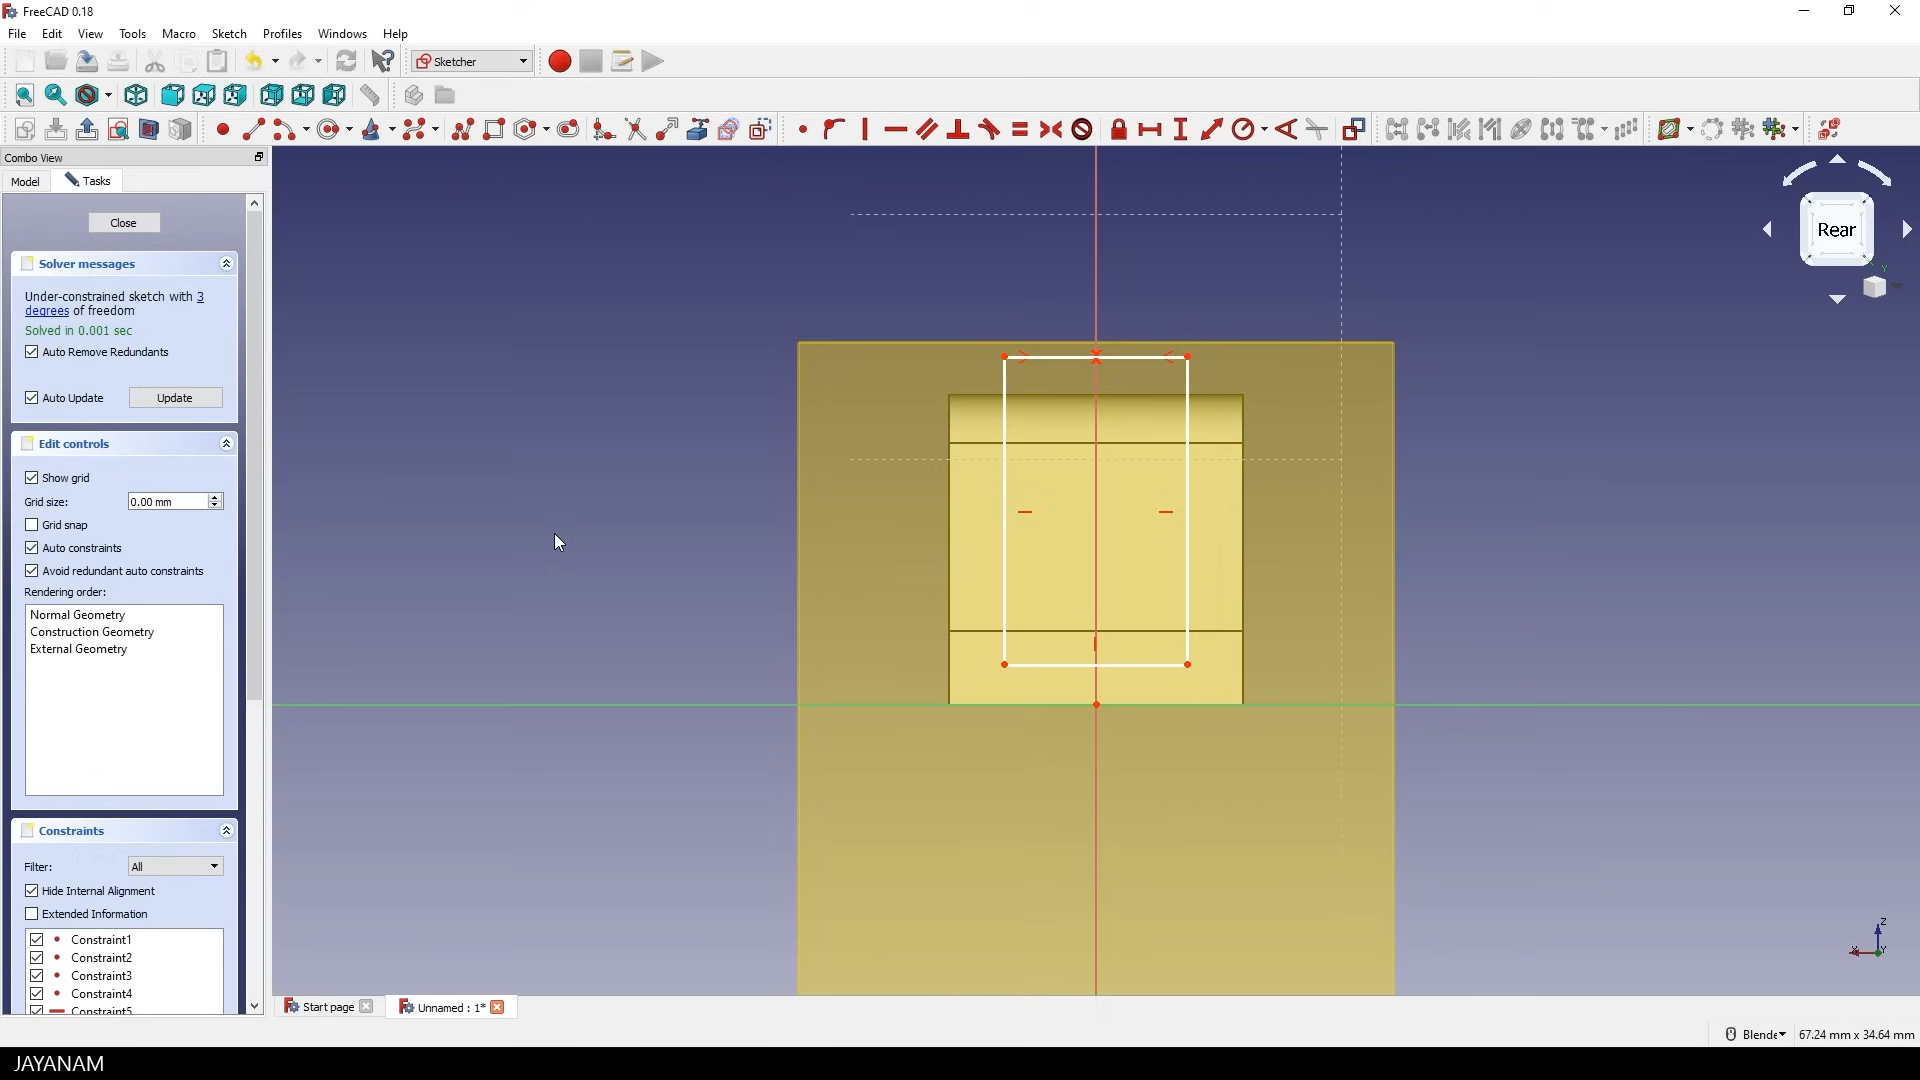 FreeCAD 0.18
File Edit View Tools Macro Sketch Profiles Windows Help
Sketcher
Combo View
Model Tasks
Close
Solver messages
Under-constrained sketch with 3
degrees of freedom
Solved in 0.001 sec
Auto Remove Redundants
Auto Update Update
Edit controls
Show grid
Grid size: 0.00 mm
Grid snap
Auto constraints
Avoid redundant auto constraints
Rendering order:
Normal Geometry
Construction Geometry
External Geometry
Constraints
Filter: All
Hide Internal Alignment
Extended Information
Constraint1
Constraint2
Constraint3
Constraint4
Constraint5
Rear
Y
Z
X Y
Start page Unnamed : 1*
Blende 67.24 mm x 34.64 mm
JAYANAM